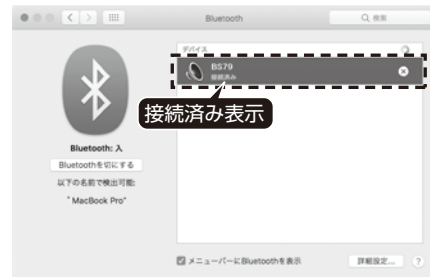 Bluetooth
検索
デバイス
BS79
接続済み
接続済み表示
Bluetooth: 入
Bluetoothを切にする
以下の名前で検出可能:
"MacBook Pro"
メニューバーにBluetoothを表示
詳細設定...
?